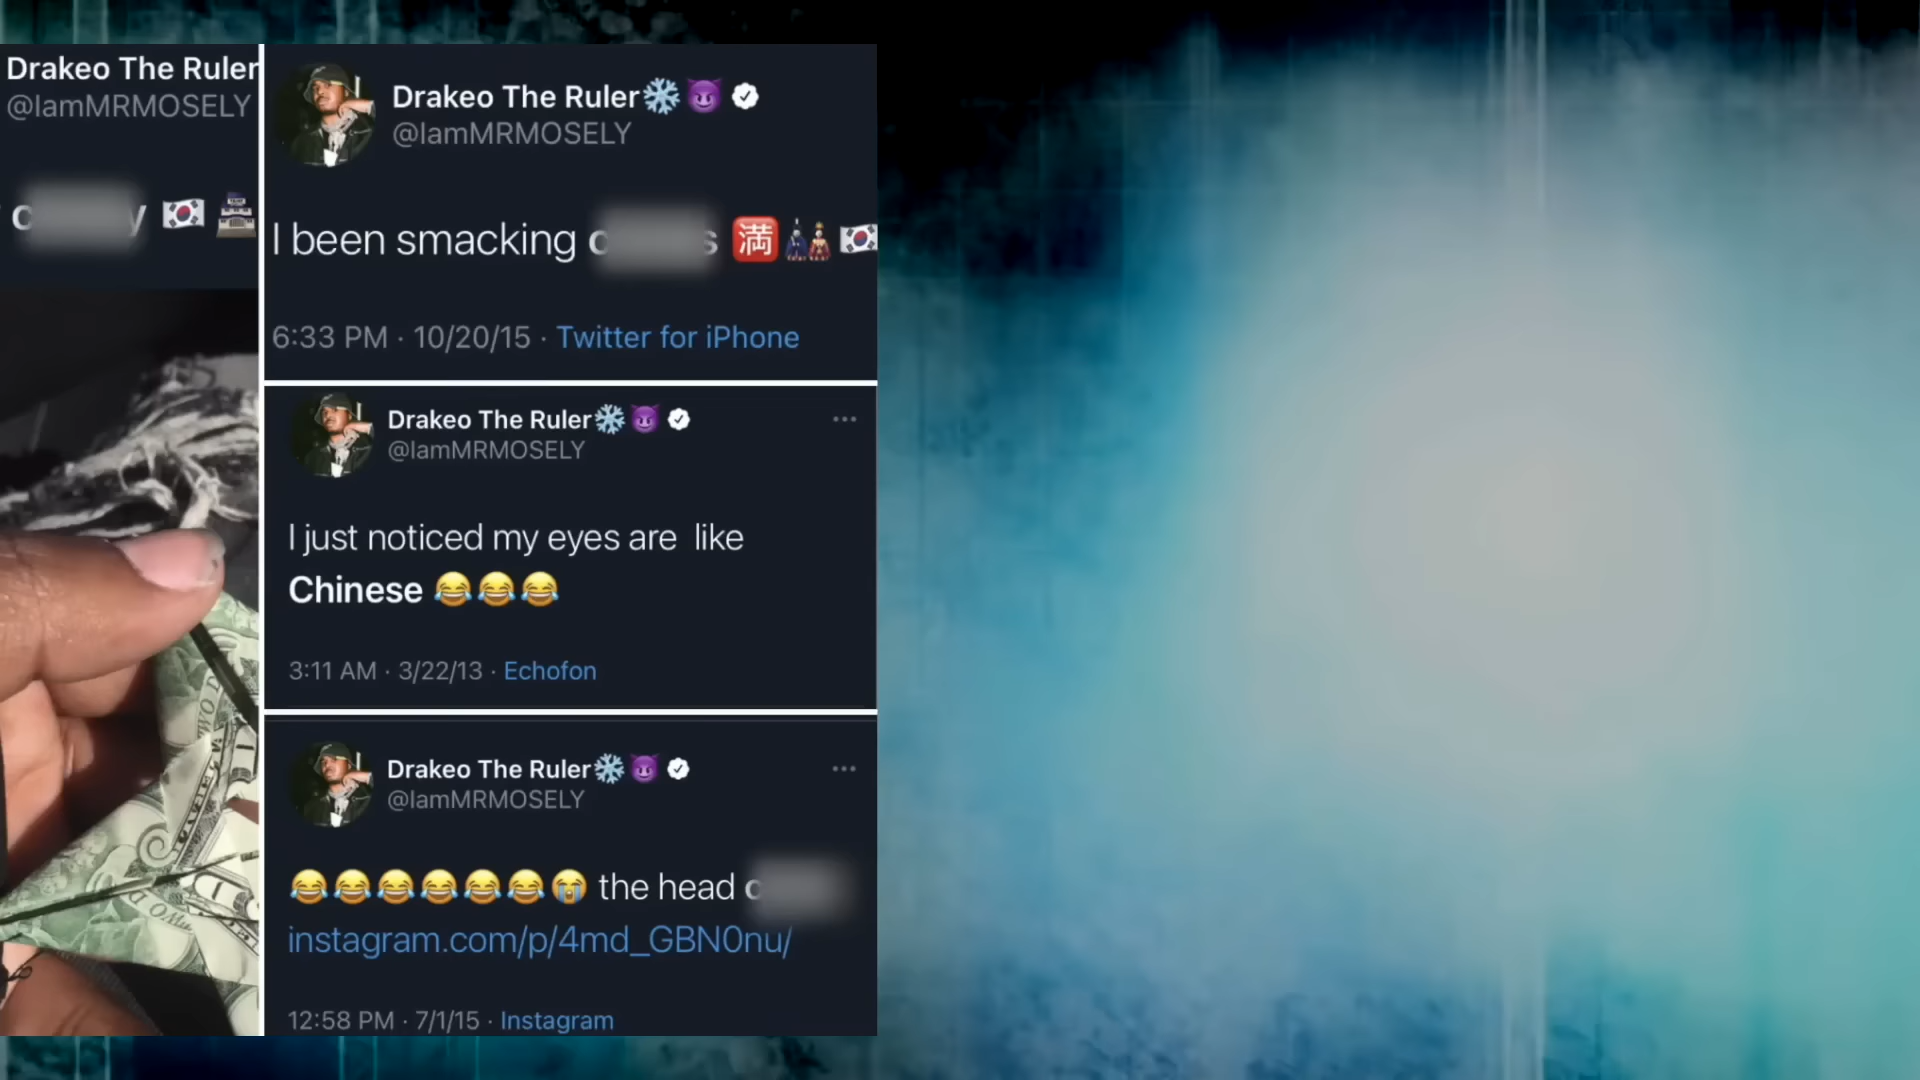 Drakeo The Ruler
@IamMRMOSELY
Drakeo The Ruler❄️😈
@IamMRMOSELY
I been smacking 🈵🎎🇰🇷
6:33 PM · 10/20/15 · Twitter for iPhone
Drakeo The Ruler❄️😈
@IamMRMOSELY
I just noticed my eyes are like
Chinese 😂😂😂
3:11 AM · 3/22/13 · Echofon
Drakeo The Ruler❄️😈
@IamMRMOSELY
😂😂😂😂😂😂😭 the head
instagram.com/p/4md_GBN0nu/
12:58 PM · 7/1/15 · Instagram